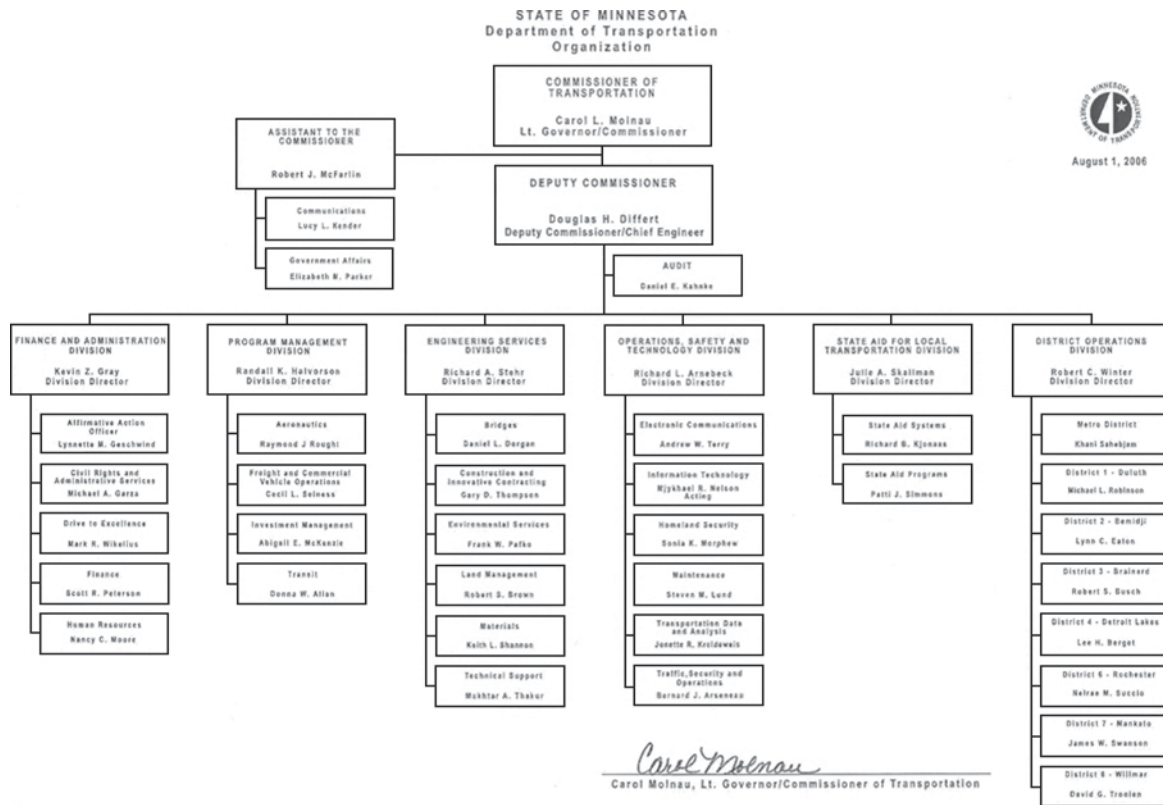 STATE OF MINNESOTA
Department of Transportation
Organization
COMMISSIONER OF
TRANSPORTATION
Carol L. Molnau
Lt. Governor/Commissioner
MINNESOTA
DEPARTMENT OF TRANSPORTATION
August 1, 2006
ASSISTANT TO THE
COMMISSIONER
Robert J. McFarlin
Communications
Lucy L. Kender
Government Affairs
Elizabeth M. Parker
DEPUTY COMMISSIONER
Douglas H. Differt
Deputy Commissioner/Chief Engineer
AUDIT
Daniel E. Kahnke
FINANCE AND ADMINISTRATION
DIVISION
Kevin Z. Gray
Division Director
Affirmative Action
Officer
Lynnette M. Geschwind
Civil Rights and
Administrative Services
Michael A. Garza
Drive to Excellence
Mark R. Wikelius
Finance
Scott R. Peterson
Human Resources
Nancy C. Moore
PROGRAM MANAGEMENT
DIVISION
Randall K. Halvorson
Division Director
Aeronautics
Raymond J Rought
Freight and Commercial
Vehicle Operations
Cecil L. Selness
Investment Management
Abigail E. McKenzie
Transit
Donna W. Allan
ENGINEERING SERVICES
DIVISION
Richard A. Stehr
Division Director
Bridges
Daniel L. Dorgan
Construction and
Innovative Contracting
Gary D. Thompson
Environmental Services
Frank W. Pafko
Land Management
Robert S. Brown
Materials
Keith L. Shannon
Technical Support
Mukhtar A. Thakur
OPERATIONS, SAFETY AND
TECHNOLOGY DIVISION
Richard L. Arnebeck
Division Director
Electronic Communications
Andrew W. Terry
Information Technology
R. Nelson
Acting
Homeland Security
Sonia K. Morphew
Maintenance
Steven M. Lund
Transportation Data
and Analysis
Jonette R. Kreideweis
Traffic, Security and
Operations
Bernard J. Arseneau
STATE AID FOR LOCAL
TRANSPORTATION DIVISION
Julie A. Skallman
Division Director
State Aid Systems
Richard B. Kjonaas
State Aid Programs
Patti J. Simmons
DISTRICT OPERATIONS
DIVISION
Robert C. Winter
Division Director
Metro District
Khani Sahebjam
District 1 - Duluth
Michael L. Robinson
District 2 - Bemidji
Lynn C. Eaton
District 3 - Brainerd
Robert S. Busch
District 4 - Detroit Lakes
Lee H. Berget
District 6 - Rochester
Nelrae M. Succio
District 7 - Mankato
James W. Swanson
District 8 - Willmar
David G. Trooien
Carol Molnau
Carol Molnau, Lt. Governor/Commissioner of Transportation